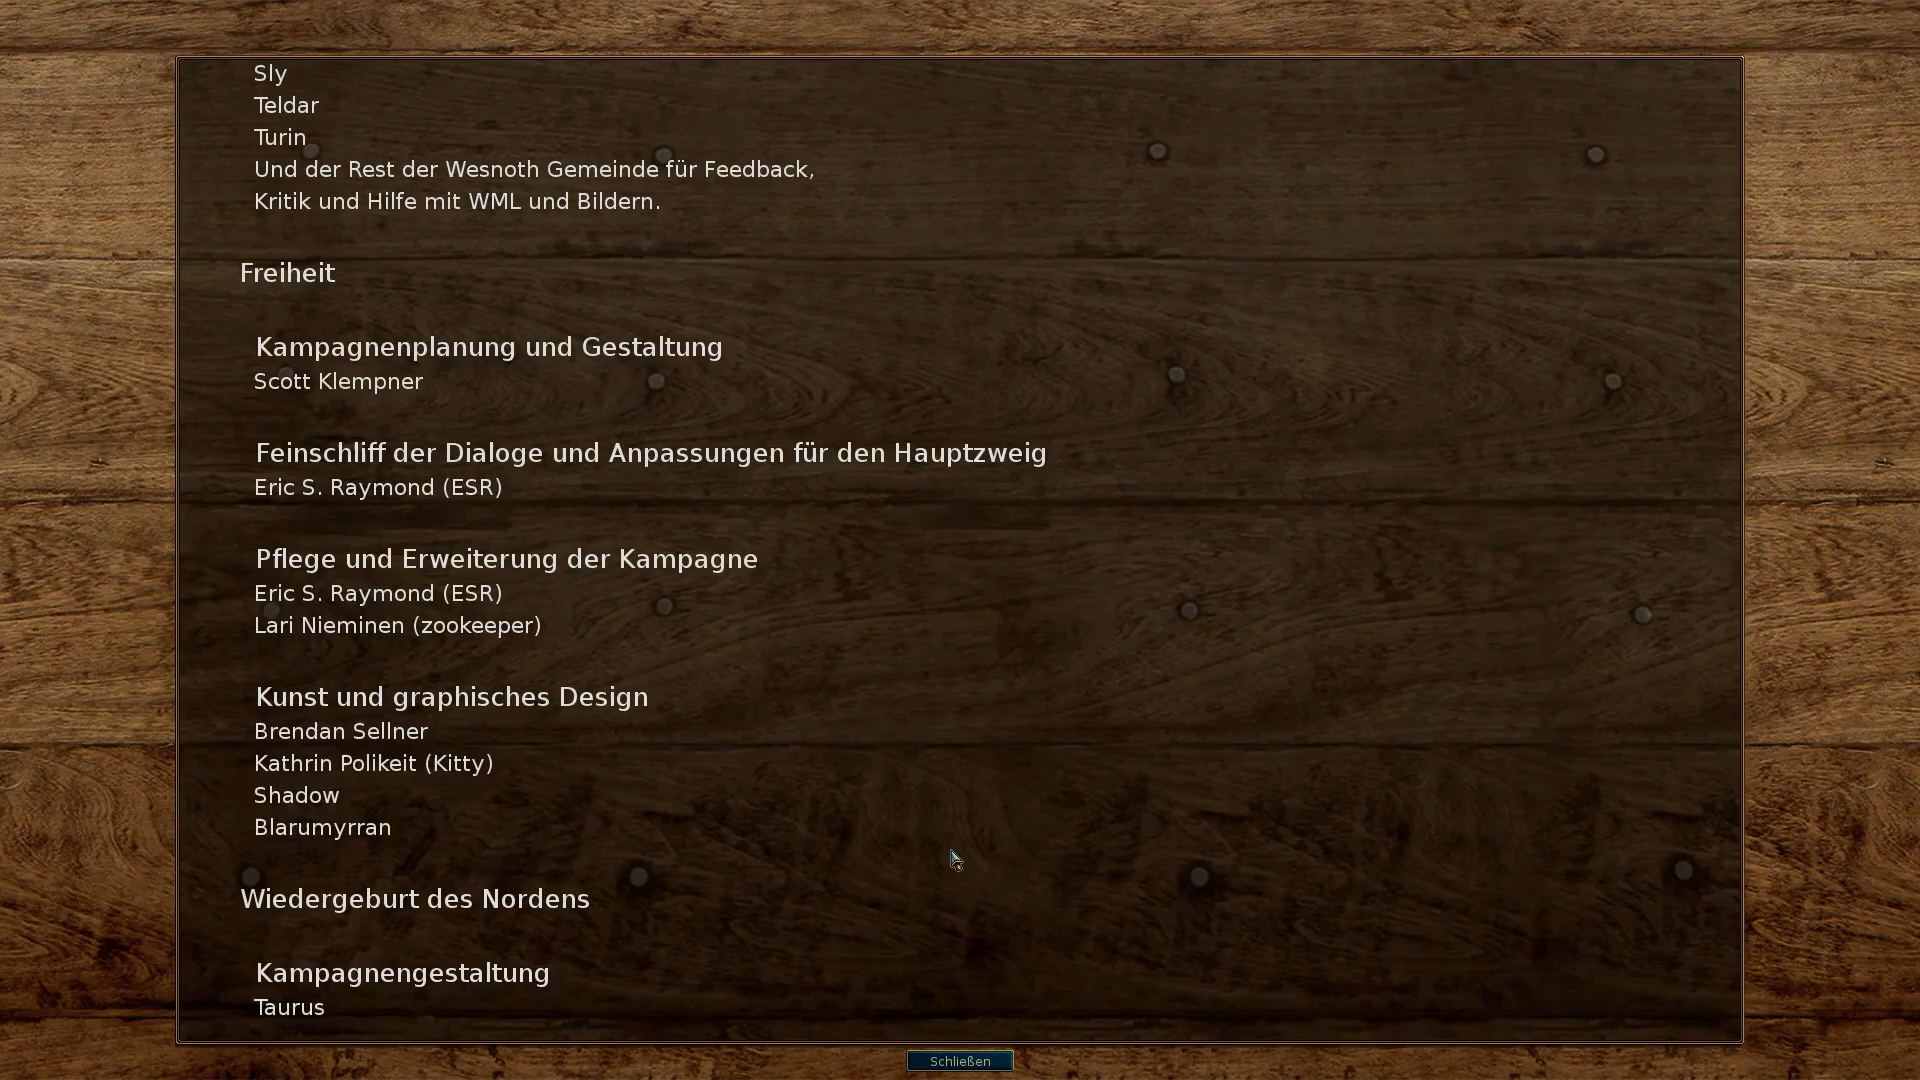 Sly
Teldar
Turin
Und der Rest der Wesnoth Gemeinde für Feedback,
Kritik und Hilfe mit WML und Bildern.
Freiheit
Kampagnenplanung und Gestaltung
Scott Klempner
Feinschliff der Dialoge und Anpassungen für den Hauptzweig
Eric S. Raymond (ESR)
Pflege und Erweiterung der Kampagne
Eric S. Raymond (ESR)
Lari Nieminen (zookeeper)
Kunst und graphisches Design
Brendan Sellner
Kathrin Polikeit (Kitty)
Shadow
Blarumyrran
Wiedergeburt des Nordens
Kampagnengestaltung
Taurus
Schließen